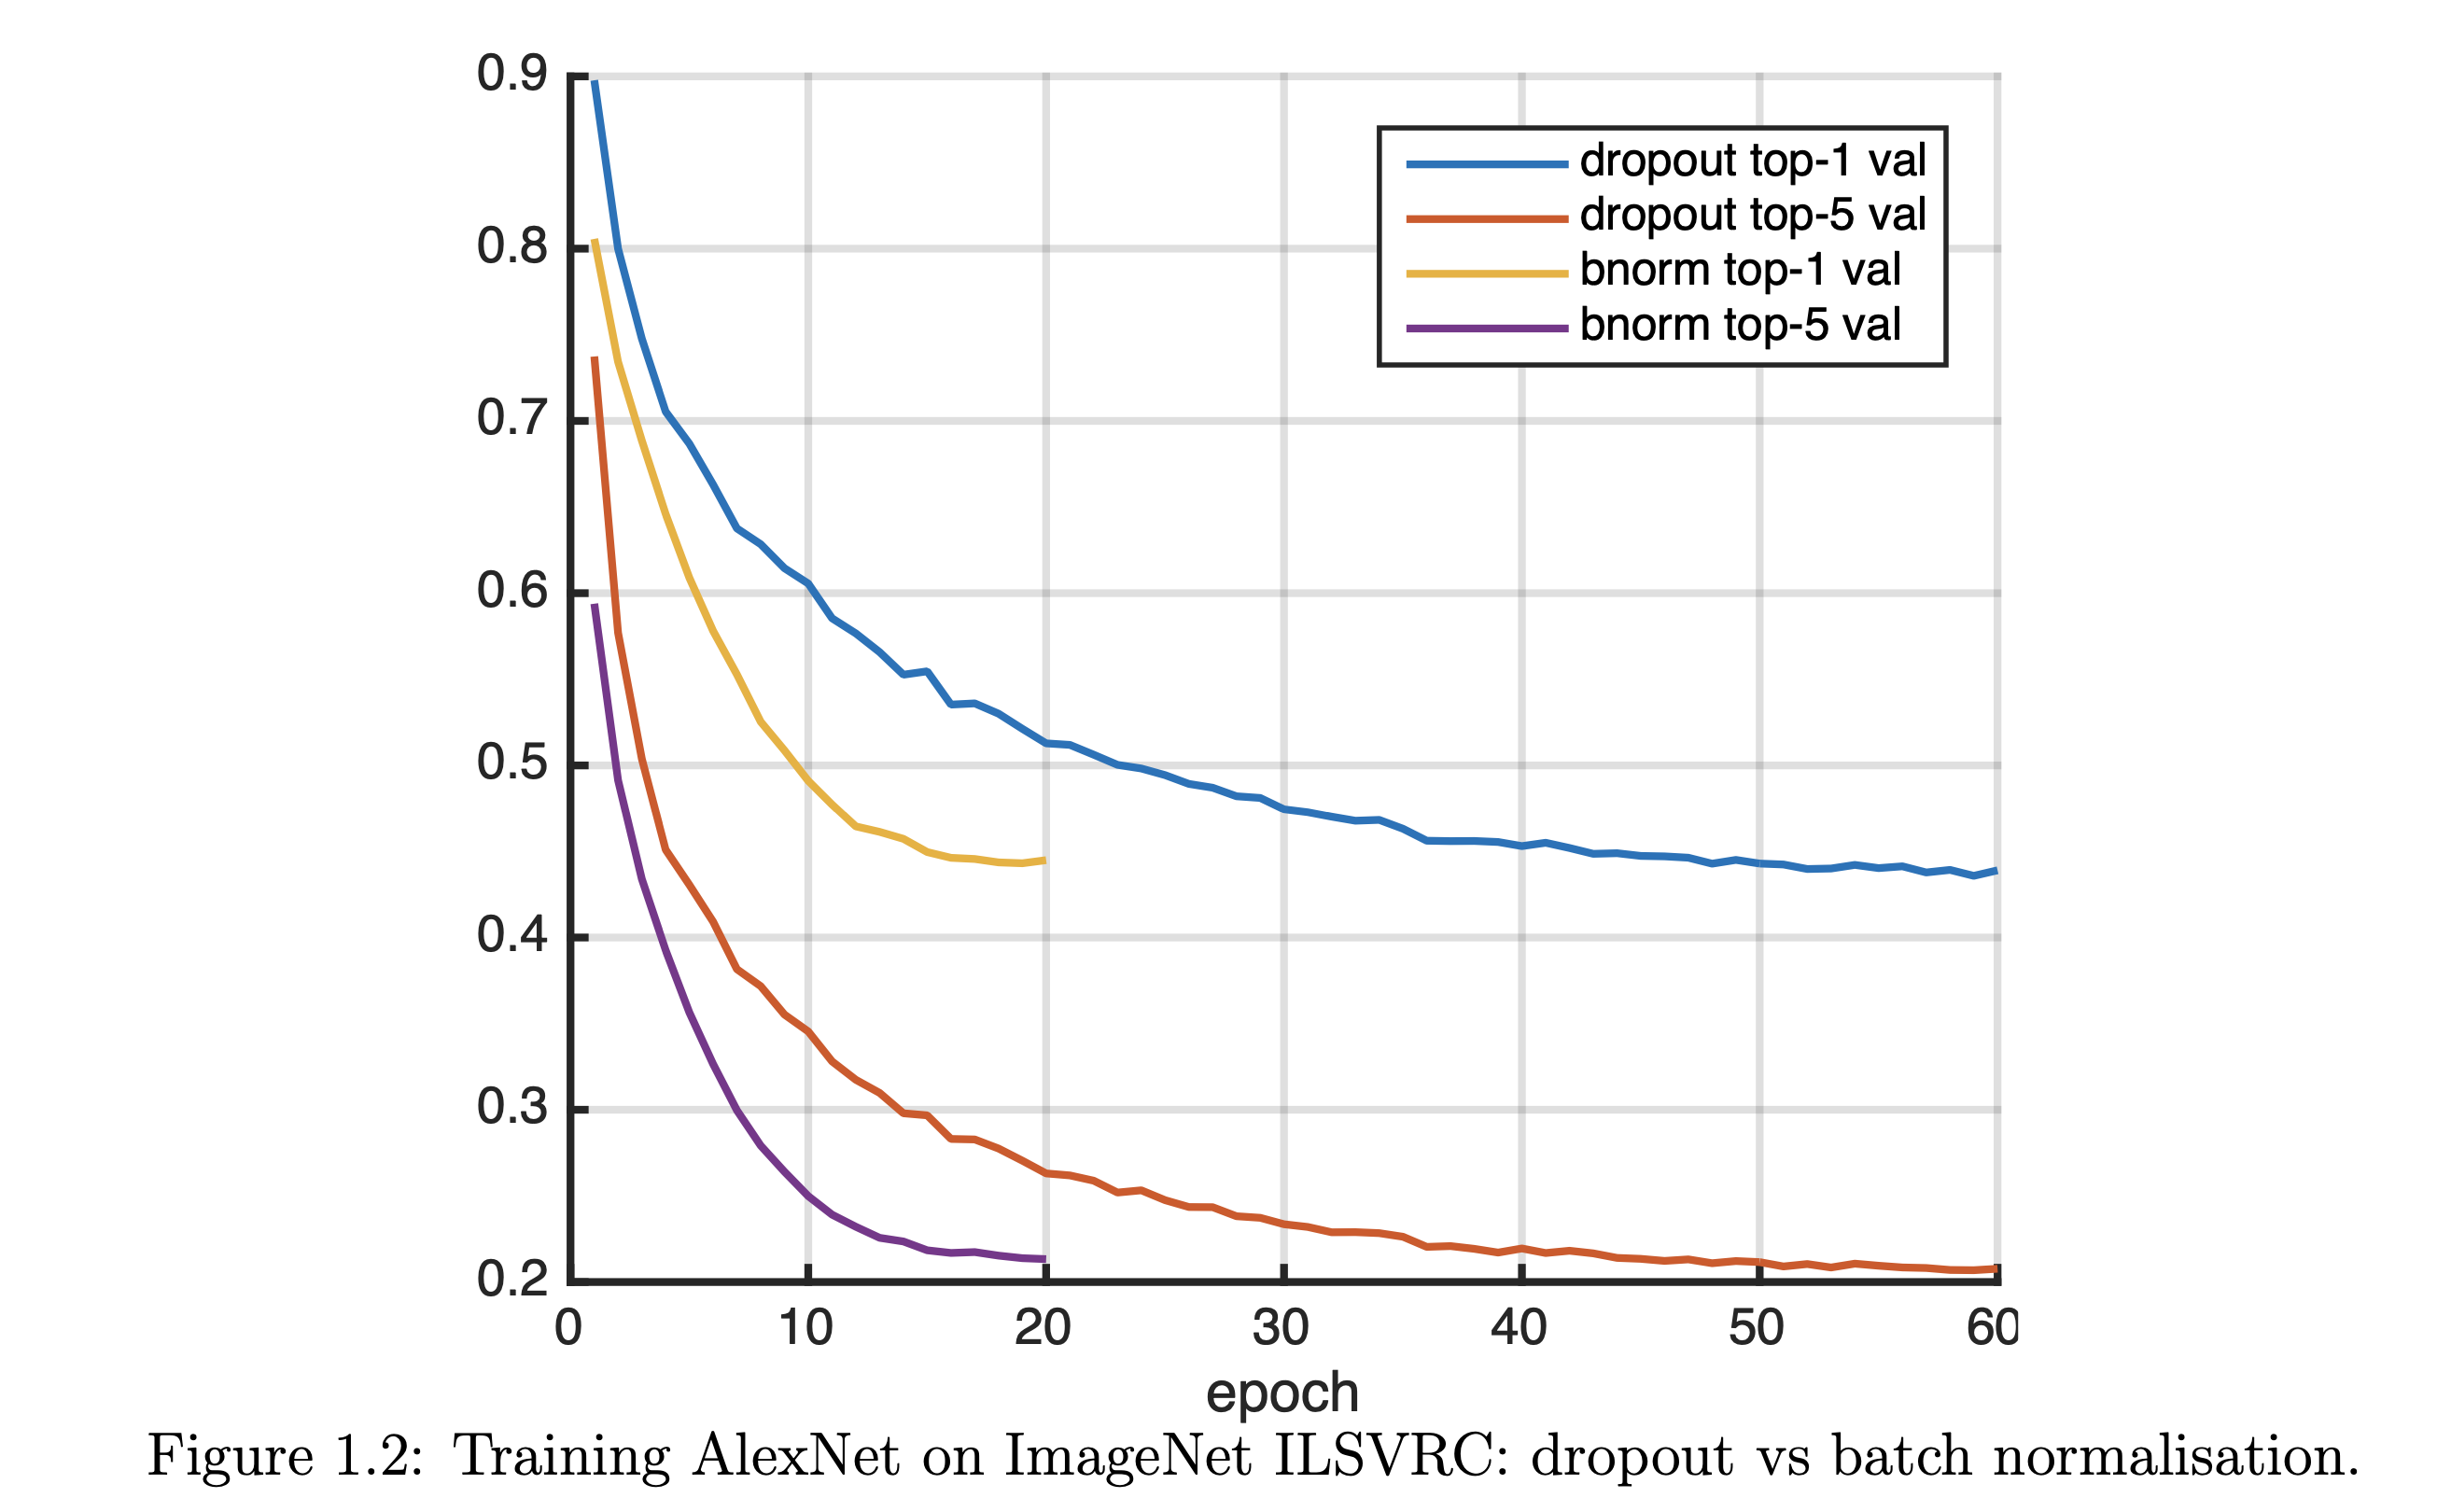 0.9
0.8
0.7
0.6
0.5
0.4
0.3
0.2
dropout top-1 val
dropout top-5 val
bnorm top-1 val
bnorm top-5 val
0 10 20 30 40 50 60
epoch
Figure 1.2: Training AlexNet on ImageNet ILSVRC: dropout vs batch normalisation.